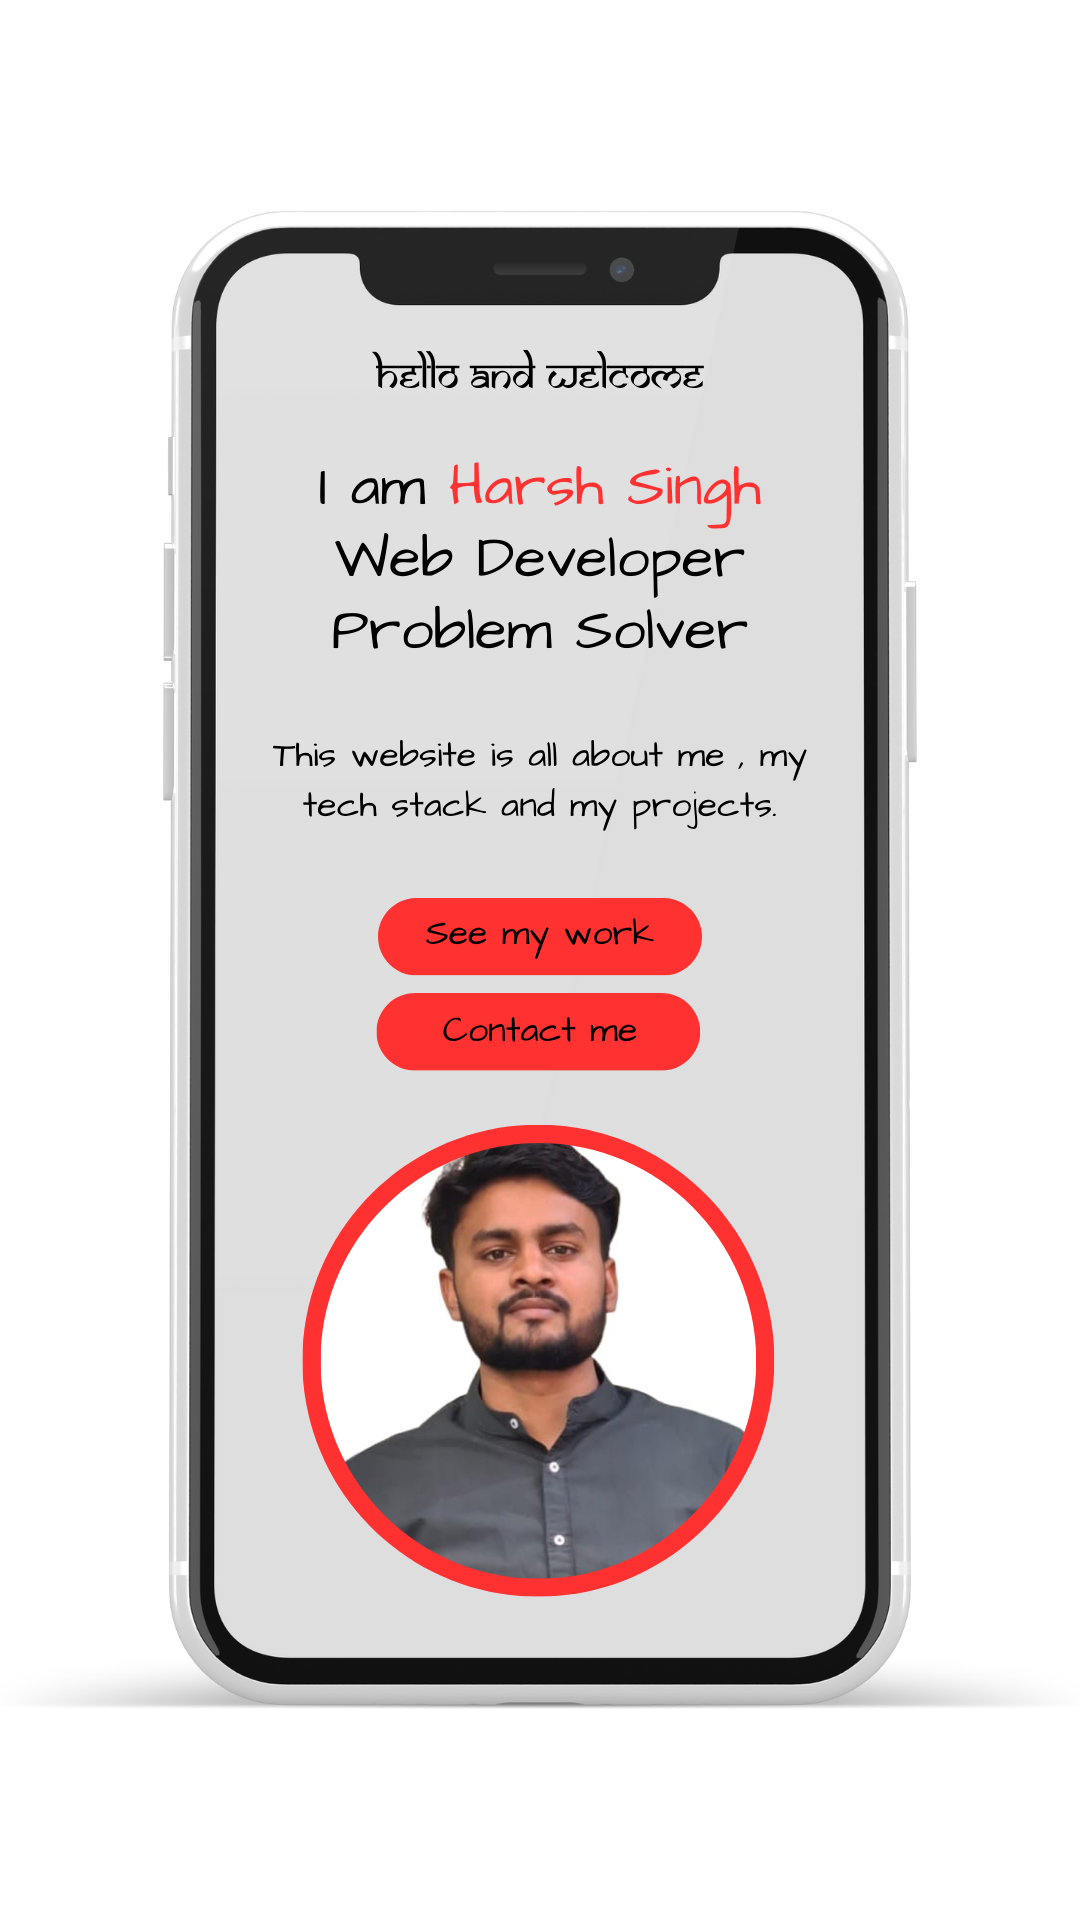 Hello and welcome
I am Harsh Singh
Web Developer
Problem Solver
This website is all about me , my
tech stack and my projects.
See my work
Contact me